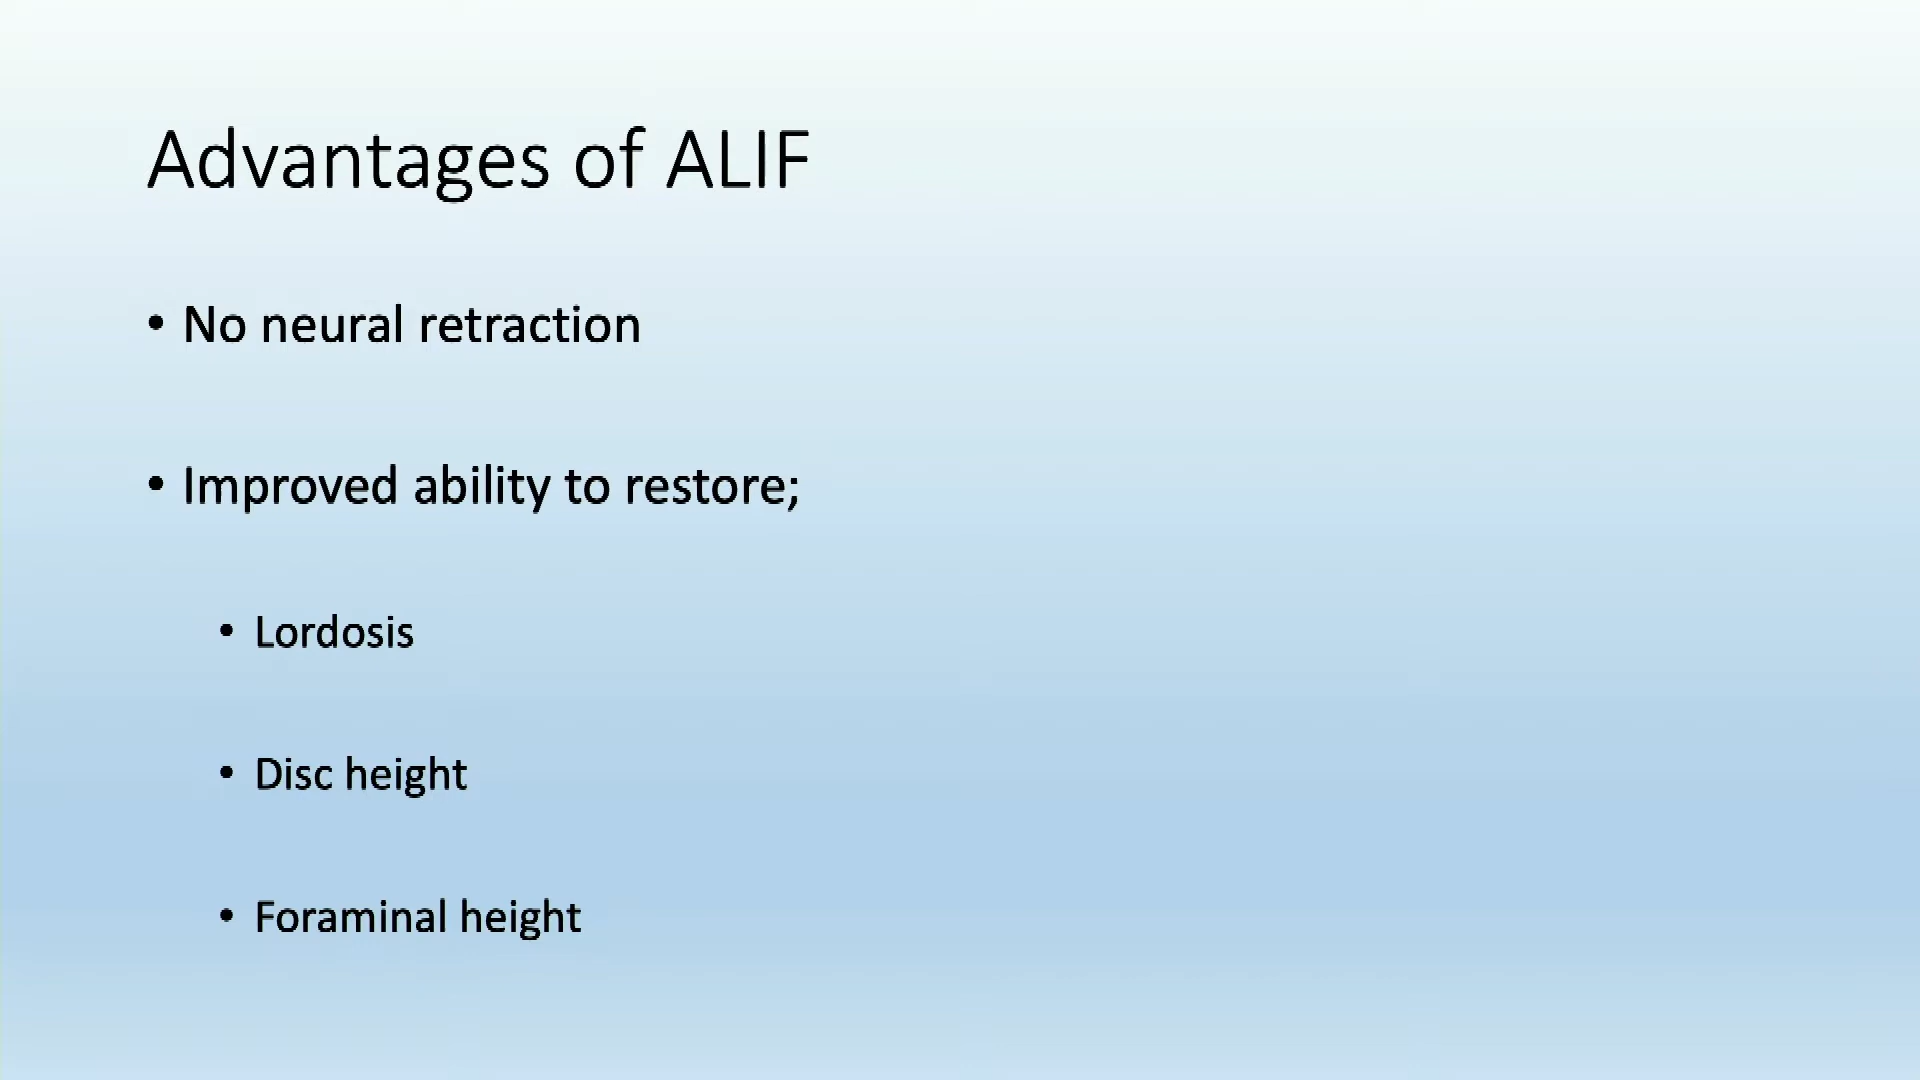 Advantages of ALIF
• No neural retraction
• Improved ability to restore;
• Lordosis
• Disc height
• Foraminal height